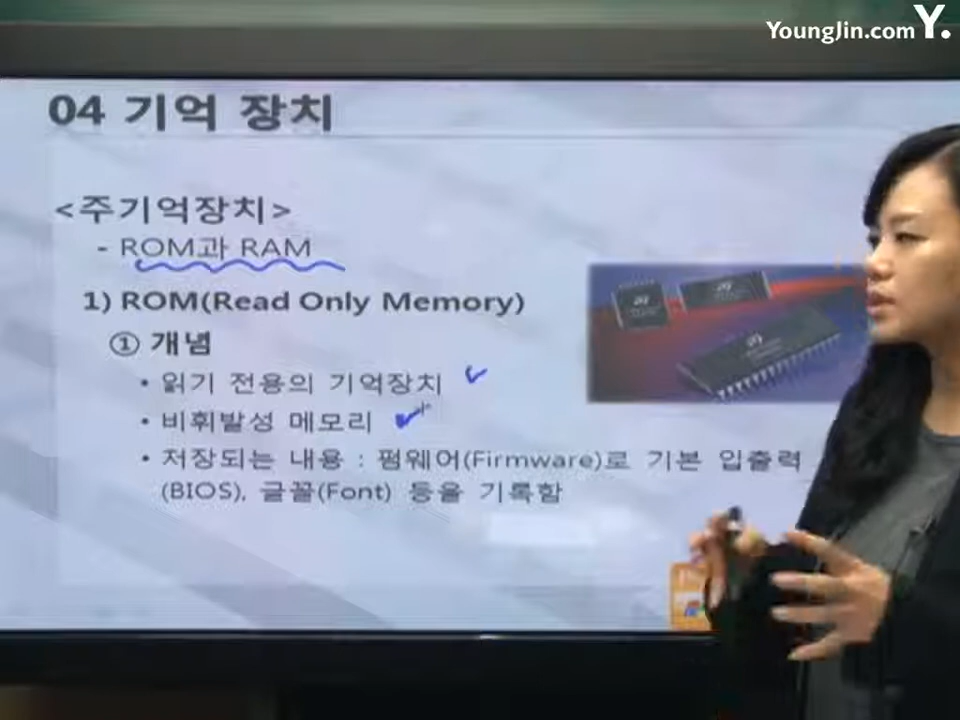 YoungJin.com Y.
04 기억 장치
<주기억장치>
- ROM과 RAM
1) ROM(Read Only Memory)
① 개념
• 읽기 전용의 기억장치
• 비휘발성 메모리
• 저장되는 내용 : 펌웨어(Firmware)로 기본 입출력
(BIOS), 글꼴(Font) 등을 기록함